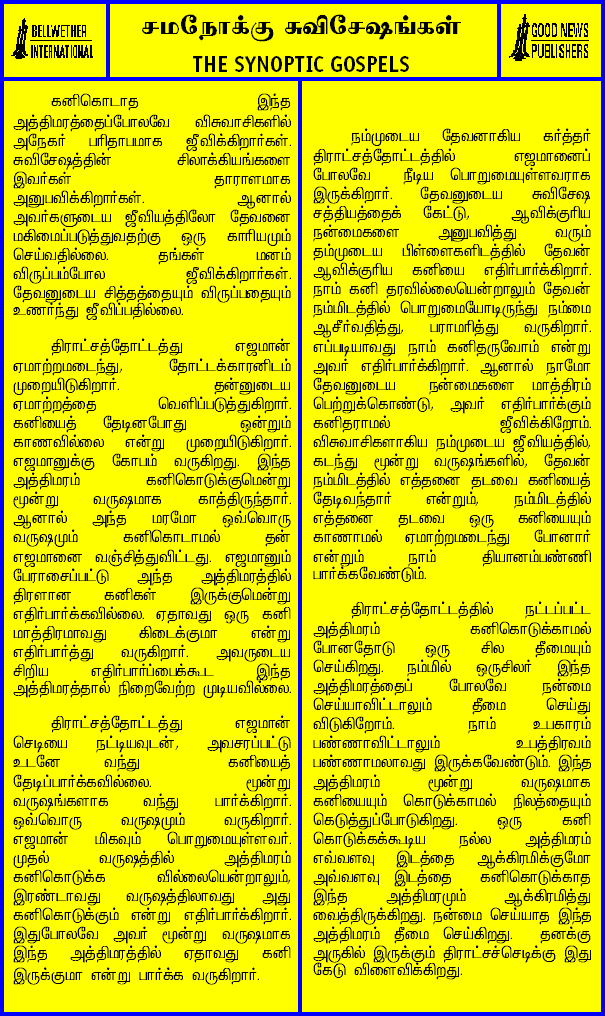 BELLWETHER
INTERNATIONAL
சமநோக்கு சுவிசேஷங்கள்
THE SYNOPTIC GOSPELS
GOOD NEWS
PUBLISHERS
கனிகொடாத இந்த
அத்திமரத்தைப்போலவே விசுவாசிகளில்
அநேகர் பரிதாபமாக ஜீவிக்கிறார்கள்.
சுவிசேஷத்தின் சிலாக்கியங்களை
இவர்கள் தாராளமாக
அனுபவிக்கிறார்கள். ஆனால்
அவர்களுடைய ஜீவியத்திலோ தேவனை
மகிமைப்படுத்துவதற்கு ஒரு காரியமும்
செய்வதில்லை. தங்கள் மனம்
விருப்பம்போல ஜீவிக்கிறார்கள்.
தேவனுடைய சித்தத்தையும் விருப்பதையும்
உணர்ந்து ஜீவிப்பதில்லை.
திராட்சத்தோட்டத்து எஜமான்
ஏமாற்றமடைந்து, தோட்டக்காரனிடம்
முறையிடுகிறார். தன்னுடைய
ஏமாற்றத்தை வெளிப்படுத்துகிறார்.
கனியைத் தேடினபோது ஒன்றும்
காணவில்லை என்று முறையிடுகிறார்.
எஜமானுக்கு கோபம் வருகிறது. இந்த
அத்திமரம் கனிகொடுக்குமென்று
மூன்று வருஷமாக காத்திருந்தார்.
ஆனால் அந்த மரமோ ஒவ்வொரு
வருஷமும் கனிகொடாமல் தன்
எஜமானை வஞ்சித்துவிட்டது. எஜமானும்
பேராசைப்பட்டு அந்த அத்திமரத்தில்
திரளான கனிகள் இருக்குமென்று
எதிர்பார்க்கவில்லை. ஏதாவது ஒரு கனி
மாத்திரமாவது கிடைக்குமா என்று
எதிர்பார்த்து வருகிறார். அவருடைய
சிறிய எதிர்பார்ப்பைக்கூட இந்த
அத்திமரத்தால் நிறைவேற்ற முடியவில்லை.
திராட்சத்தோட்டத்து எஜமான்
செடியை நட்டியவுடன், அவசரப்பட்டு
உடனே வந்து கனியைத்
தேடிப்பார்க்கவில்லை. மூன்று
வருஷங்களாக வந்து பார்க்கிறார்.
ஒவ்வொரு வருஷமும் வருகிறார்.
எஜமான் மிகவும் பொறுமையுள்ளவர்.
முதல் வருஷத்தில் அத்திமரம்
கனிகொடுக்க வில்லையென்றாலும்,
இரண்டாவது வருஷத்திலாவது அது
கனிகொடுக்கும் என்று எதிர்பார்க்கிறார்.
இதுபோலவே அவர் மூன்று வருஷமாக
இந்த அத்திமரத்தில் ஏதாவது கனி
இருக்குமா என்று பார்க்க வருகிறார்.
நம்முடைய தேவனாகிய கர்த்தர்
திராட்சத்தோட்டத்தில் எஜமானைப்
போலவே நீடிய பொறுமையுள்ளவராக
இருக்கிறார். தேவனுடைய சுவிசேஷ
சத்தியத்தைக் கேட்டு, ஆவிக்குரிய
நன்மைகளை அனுபவித்து வரும்
தம்முடைய பிள்ளைகளிடத்தில் தேவன்
ஆவிக்குரிய கனியை எதிர்பார்க்கிறார்.
நாம் கனி தரவில்லையென்றாலும் தேவன்
நம்மிடத்தில் பொறுமையோடிருந்து நம்மை
ஆசீர்வதித்து, பராமரித்து வருகிறார்.
எப்படியாவது நாம் கனிதருவோம் என்று
அவர் எதிர்பார்க்கிறார். ஆனால் நாமோ
தேவனுடைய நன்மைகளை மாத்திரம்
பெற்றுக்கொண்டு, அவர் எதிர்பார்க்கும்
கனிதராமல் ஜீவிக்கிறோம்.
விசுவாசிகளாகிய நம்முடைய ஜீவியத்தில்,
கடந்து மூன்று வருஷங்களில், தேவன்
நம்மிடத்தில் எத்தனை தடவை கனியைத்
தேடிவந்தார் என்றும், நம்மிடத்தில்
எத்தனை தடவை ஒரு கனியையும்
காணாமல் ஏமாற்றமடைந்து போனார்
என்றும் நாம் தியானம்பண்ணி
பார்க்கவேண்டும்.
திராட்சத்தோட்டத்தில் நட்டப்பட்ட
அத்திமரம் கனிகொடுக்காமல்
போனதோடு ஒரு சில தீமையும்
செய்கிறது. நம்மில் ஒருசிலர் இந்த
அத்திமரத்தைப் போலவே நன்மை
செய்யாவிட்டாலும் தீமை செய்து
விடுகிறோம். நாம் உபகாரம்
பண்ணாவிட்டாலும் உபத்திரவம்
பண்ணாமலாவது இருக்கவேண்டும். இந்த
அத்திமரம் மூன்று வருஷமாக
கனியையும் கொடுக்காமல் நிலத்தையும்
கெடுத்துப்போடுகிறது. ஒரு கனி
கொடுக்கக்கூடிய நல்ல அத்திமரம்
எவ்வளவு இடத்தை ஆக்கிரமிக்குமோ
அவ்வளவு இடத்தை கனிகொடுக்காத
இந்த அத்திமரமும் ஆக்கிரமித்து
வைத்திருக்கிறது. நன்மை செய்யாத இந்த
அத்திமரம் தீமை செய்கிறது. தனக்கு
அருகில் இருக்கும் திராட்சச்செடிக்கு இது
கேடு விளைவிக்கிறது.